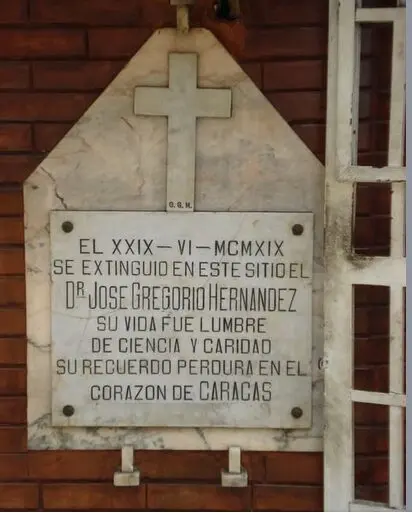 G. G. H.
EL XXIX-VI-MCMXIX
SE EXTINGUIO EN ESTE SITIO EL
DR. JOSE GREGORIO HERNANDEZ
SU VIDA FUE LUMBRE
DE CIENCIA Y CARIDAD
SU RECUERDO PERDURA EN EL
CORAZON DE CARACAS